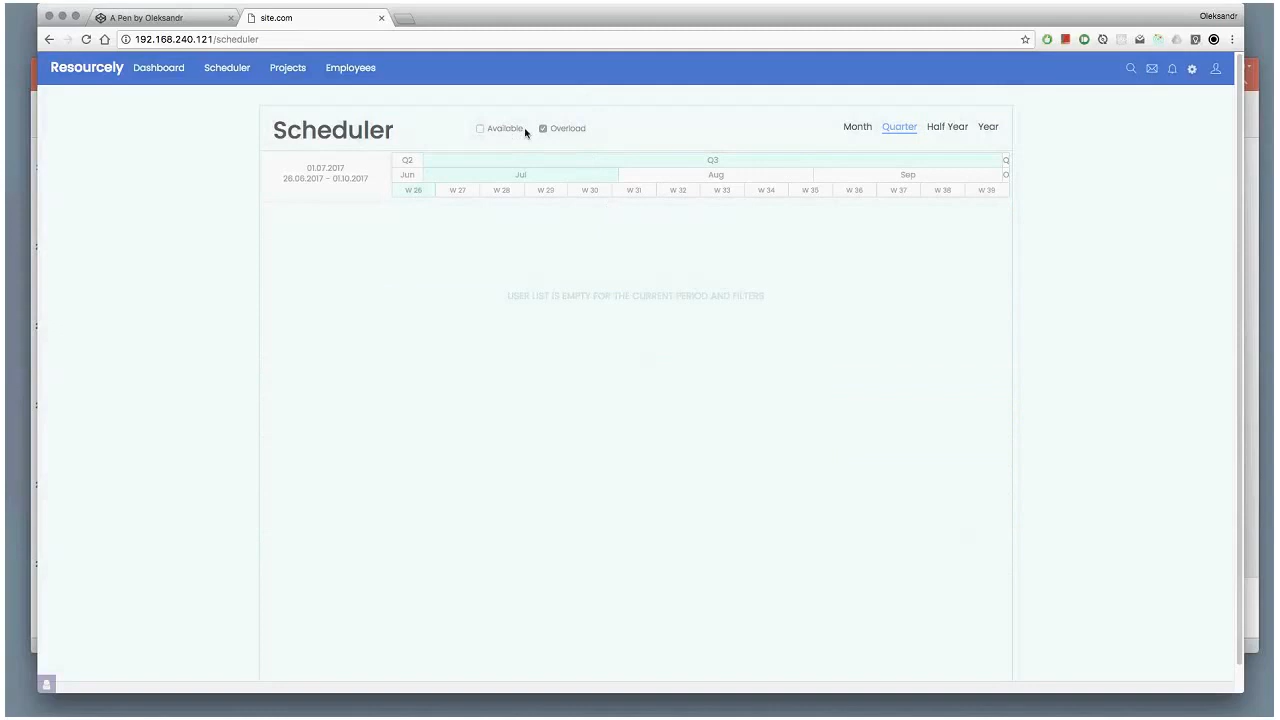 A Pen by Oleksandr
site.com
Oleksandr
192.168.240.121/scheduler
Resourcely Dashboard Scheduler Projects Employees
Scheduler
Available
Overload
Month Quarter Half Year Year
01.07.2017
26.06.2017 – 01.10.2017
Q2 Q3 Q
Jun Jul Aug Sep O
W 26 W 27 W 28 W 29 W 30 W 31 W 32 W 33 W 34 W 35 W 36 W 37 W 38 W 39
USER LIST IS EMPTY FOR THE CURRENT PERIOD AND FILTERS